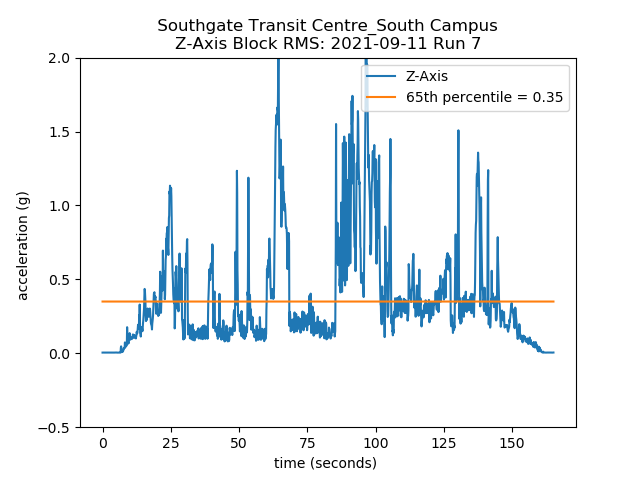 Southgate Transit Centre_South Campus
Z-Axis Block RMS: 2021-09-11 Run 7
Z-Axis
65th percentile = 0.35
2.0
1.5
1.0
0.5
0.0
−0.5
acceleration (g)
0 25 50 75 100 125 150
time (seconds)